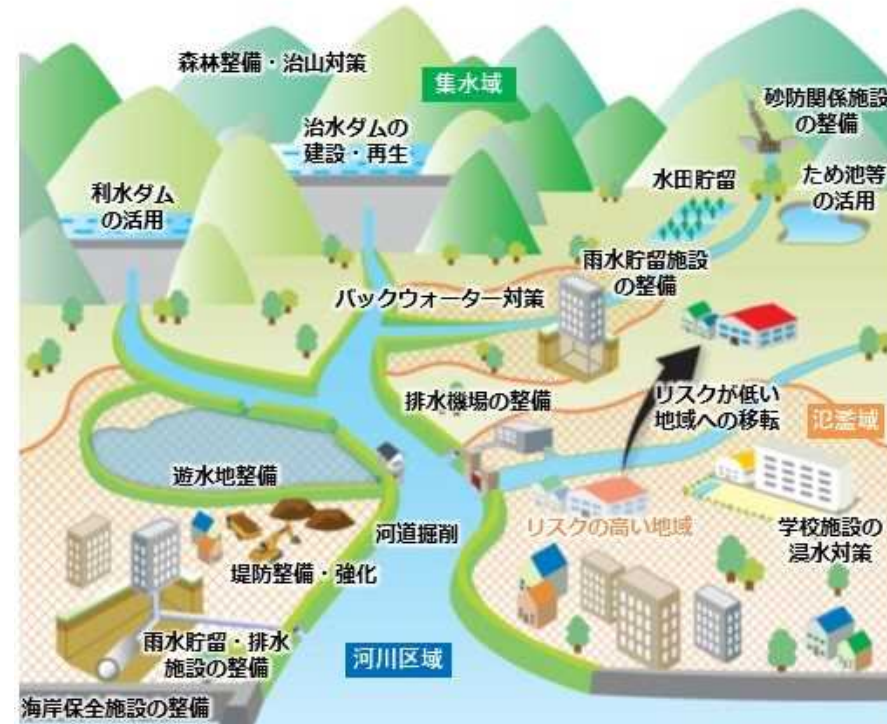 森林整備・治山対策
集水域
砂防関係施設
の整備
治水ダムの
建設・再生
水田貯留
ため池等
の活用
利水ダム
の活用
雨水貯留施設
の整備
バックウォーター対策
排水機場の整備
リスクが低い
地域への移転
氾濫域
遊水地整備
河道掘削
リスクの高い地域
学校施設の
浸水対策
堤防整備・強化
雨水貯留・排水
施設の整備
河川区域
海岸保全施設の整備